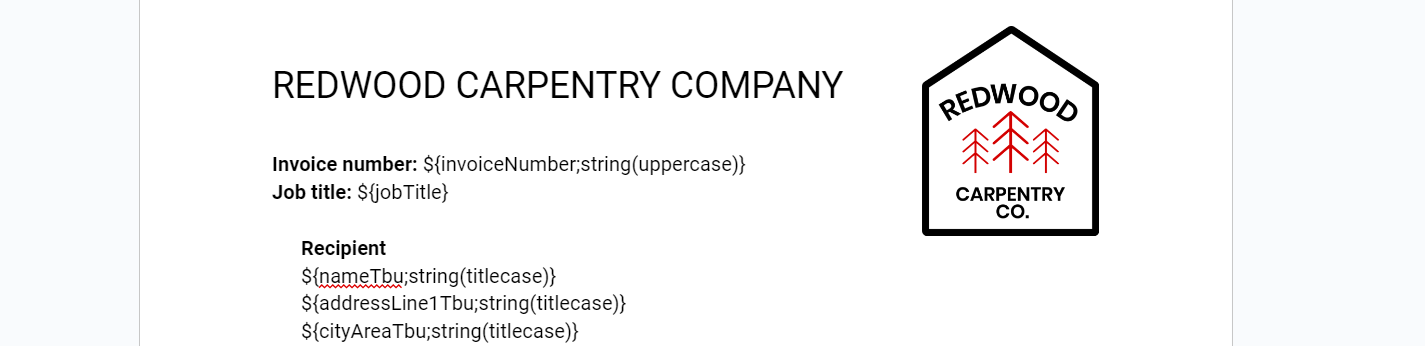 REDWOOD CARPENTRY COMPANY
REDWOOD
CARPENTRY
CO.
Invoice number: ${invoiceNumber;string(uppercase)}
Job title: ${jobTitle}
Recipient
${nameTbu;string(titlecase)}
${addressLine1Tbu;string(titlecase)}
${cityAreaTbu;string(titlecase)}